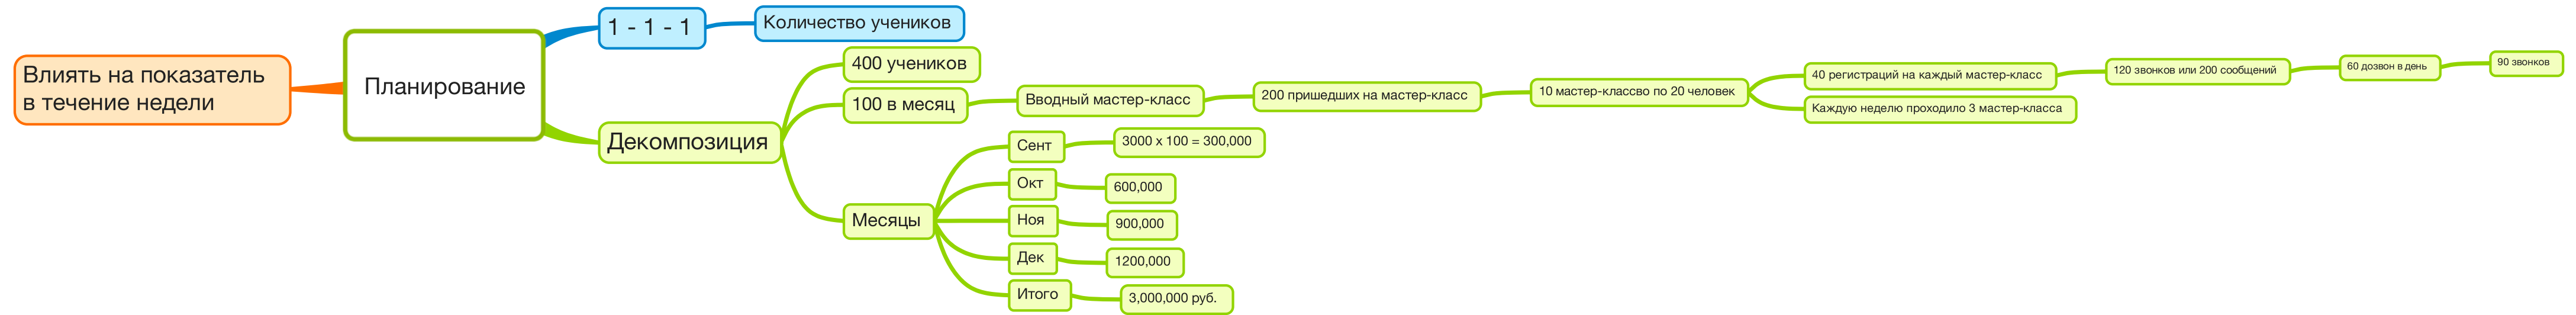 Влиять на показатель
в течение недели
Планирование
1 - 1 - 1
Количество учеников
Декомпозиция
400 учеников
100 в месяц
Вводный мастер-класс
200 пришедших на мастер-класс
10 мастер-классво по 20 человек
40 регистраций на каждый мастер-класс
120 звонков или 200 сообщений
60 дозвон в день
90 звонков
Каждую неделю проходило 3 мастер-класса
Месяцы
Сент
3000 x 100 = 300,000
Окт
600,000
Ноя
900,000
Дек
1200,000
Итого
3,000,000 руб.